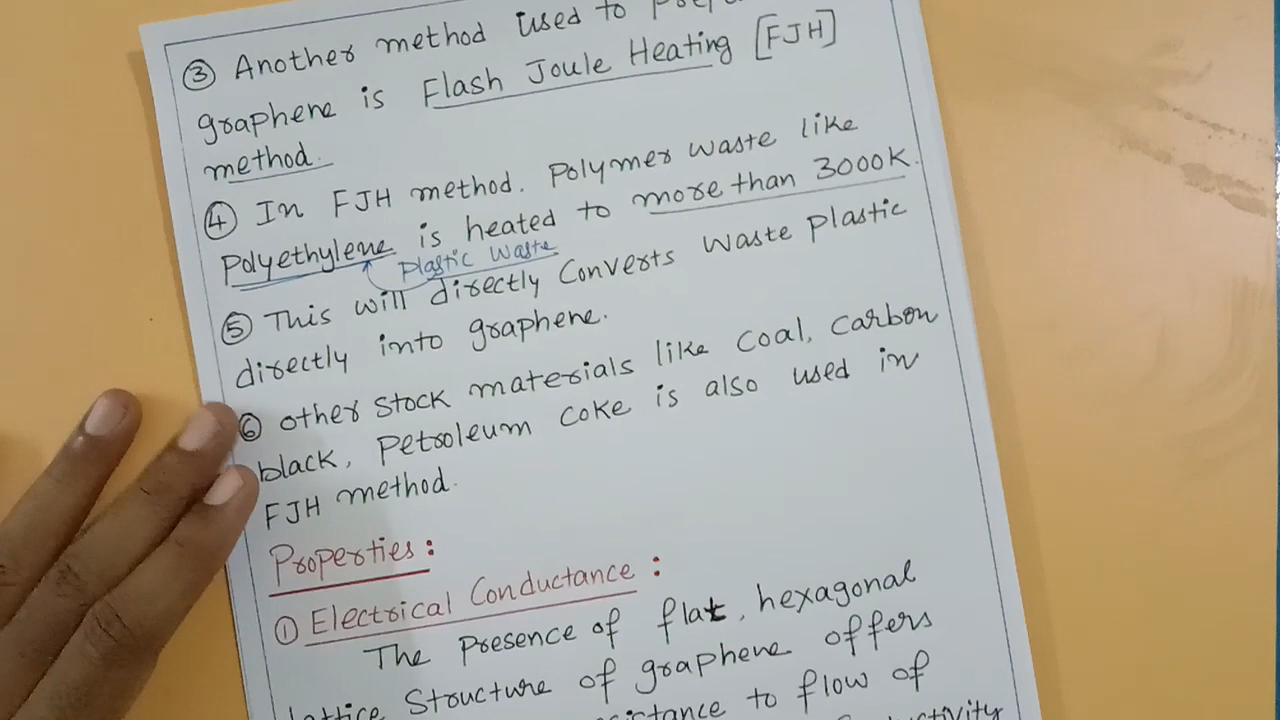 ③ Another method used to
graphene is Flash Joule Heating [FJH]
method.
④ In FJH method. Polymer waste like
Polyethylene is heated to more than 3000K.
Plastic Waste
⑤ This will directly converts waste plastic
directly into graphene.
⑥ other stock materials like coal, carbon
black, Petroleum coke is also used in
FJH method.
Properties:
① Electrical Conductance:
The Presence of flat, hexagonal
lattice structure of graphene offers
to flow of